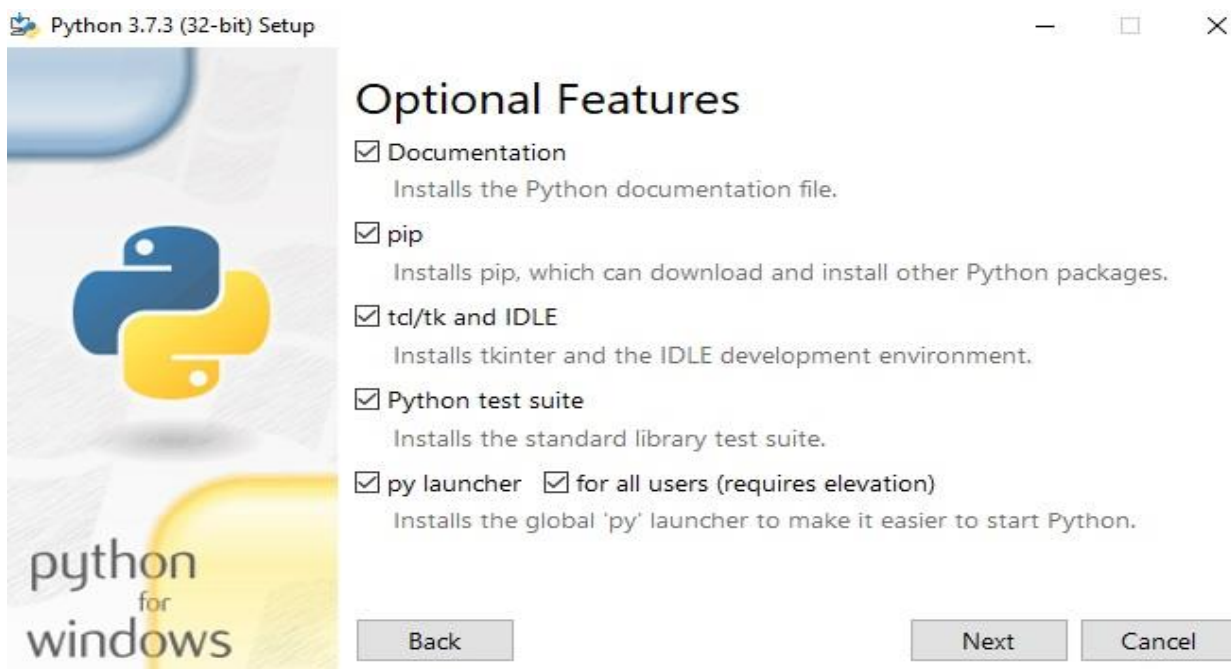 Python 3.7.3 (32-bit) Setup
Optional Features
Documentation
Installs the Python documentation file.
pip
Installs pip, which can download and install other Python packages.
tcl/tk and IDLE
Installs tkinter and the IDLE development environment.
Python test suite
Installs the standard library test suite.
py launcher for all users (requires elevation)
Installs the global 'py' launcher to make it easier to start Python.
python
for
windows
Back Next Cancel